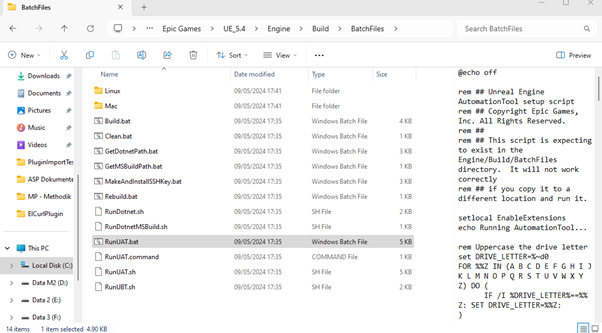 BatchFiles
Epic Games > UE_5.4 > Engine > Build > BatchFiles >
Search BatchFiles
New
Sort
View
Preview
Name Date modified Type Size
Downloads
Documents
Pictures
Music
Videos
PluginImportTes
ASP Dokumente
MP - Methodik
ElCurlPlugin
This PC
Local Disk (C:)
Data M2 (D:)
Data 2 (E:)
Data 3 (F:)
Linux 09/05/2024 17:41 File folder
Mac 09/05/2024 17:41 File folder
Build.bat 09/05/2024 17:35 Windows Batch File 4 KB
Clean.bat 09/05/2024 17:35 Windows Batch File 1 KB
GetDotnetPath.bat 09/05/2024 17:35 Windows Batch File 3 KB
GetMSBuildPath.bat 09/05/2024 17:35 Windows Batch File 3 KB
MakeAndInstallSSHKey.bat 09/05/2024 17:35 Windows Batch File 3 KB
Rebuild.bat 09/05/2024 17:35 Windows Batch File 1 KB
RunDotnet.sh 09/05/2024 17:35 SH File 2 KB
RunDotnetMSBuild.sh 09/05/2024 17:35 SH File 1 KB
RunUAT.bat 09/05/2024 17:35 Windows Batch File 5 KB
RunUAT.command 09/05/2024 17:35 COMMAND File 1 KB
RunUAT.sh 09/05/2024 17:35 SH File 5 KB
RunUBT.sh 09/05/2024 17:35 SH File 2 KB
@echo off
rem ## Unreal Engine
AutomationTool setup script
rem ## Copyright Epic Games,
Inc. All Rights Reserved.
rem ##
rem ## This script is expecting
to exist in the
Engine/Build/BatchFiles
directory. It will not work
correctly
rem ## if you copy it to a
different location and run it.
setlocal EnableExtensions
echo Running AutomationTool...
rem Uppercase the drive letter
set DRIVE_LETTER=%~d0
FOR %%Z IN (A B C D E F G H I J
K L M N O P Q R S T U V W X Y
Z) DO (
IF /I %DRIVE_LETTER%==%%
Z: SET DRIVE_LETTER=%%Z:
)
14 items 1 item selected 4.90 KB